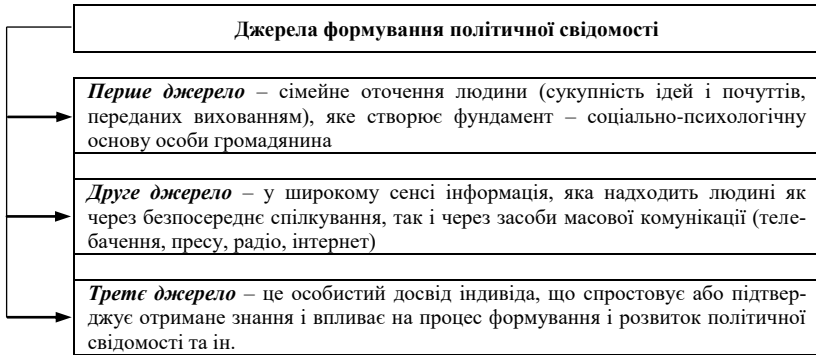 Джерела формування політичної свідомості
Перше джерело – сімейне оточення людини (сукупність ідей і почуттів,
переданих вихованням), яке створює фундамент – соціально-психологічну
основу особи громадянина
Друге джерело – у широкому сенсі інформація, яка надходить людині як
через безпосереднє спілкування, так і через засоби масової комунікації (теле-
бачення, пресу, радіо, інтернет)
Третє джерело – це особистий досвід індивіда, що спростовує або підтвер-
джує отримане знання і впливає на процес формування і розвиток політичної
свідомості та ін.